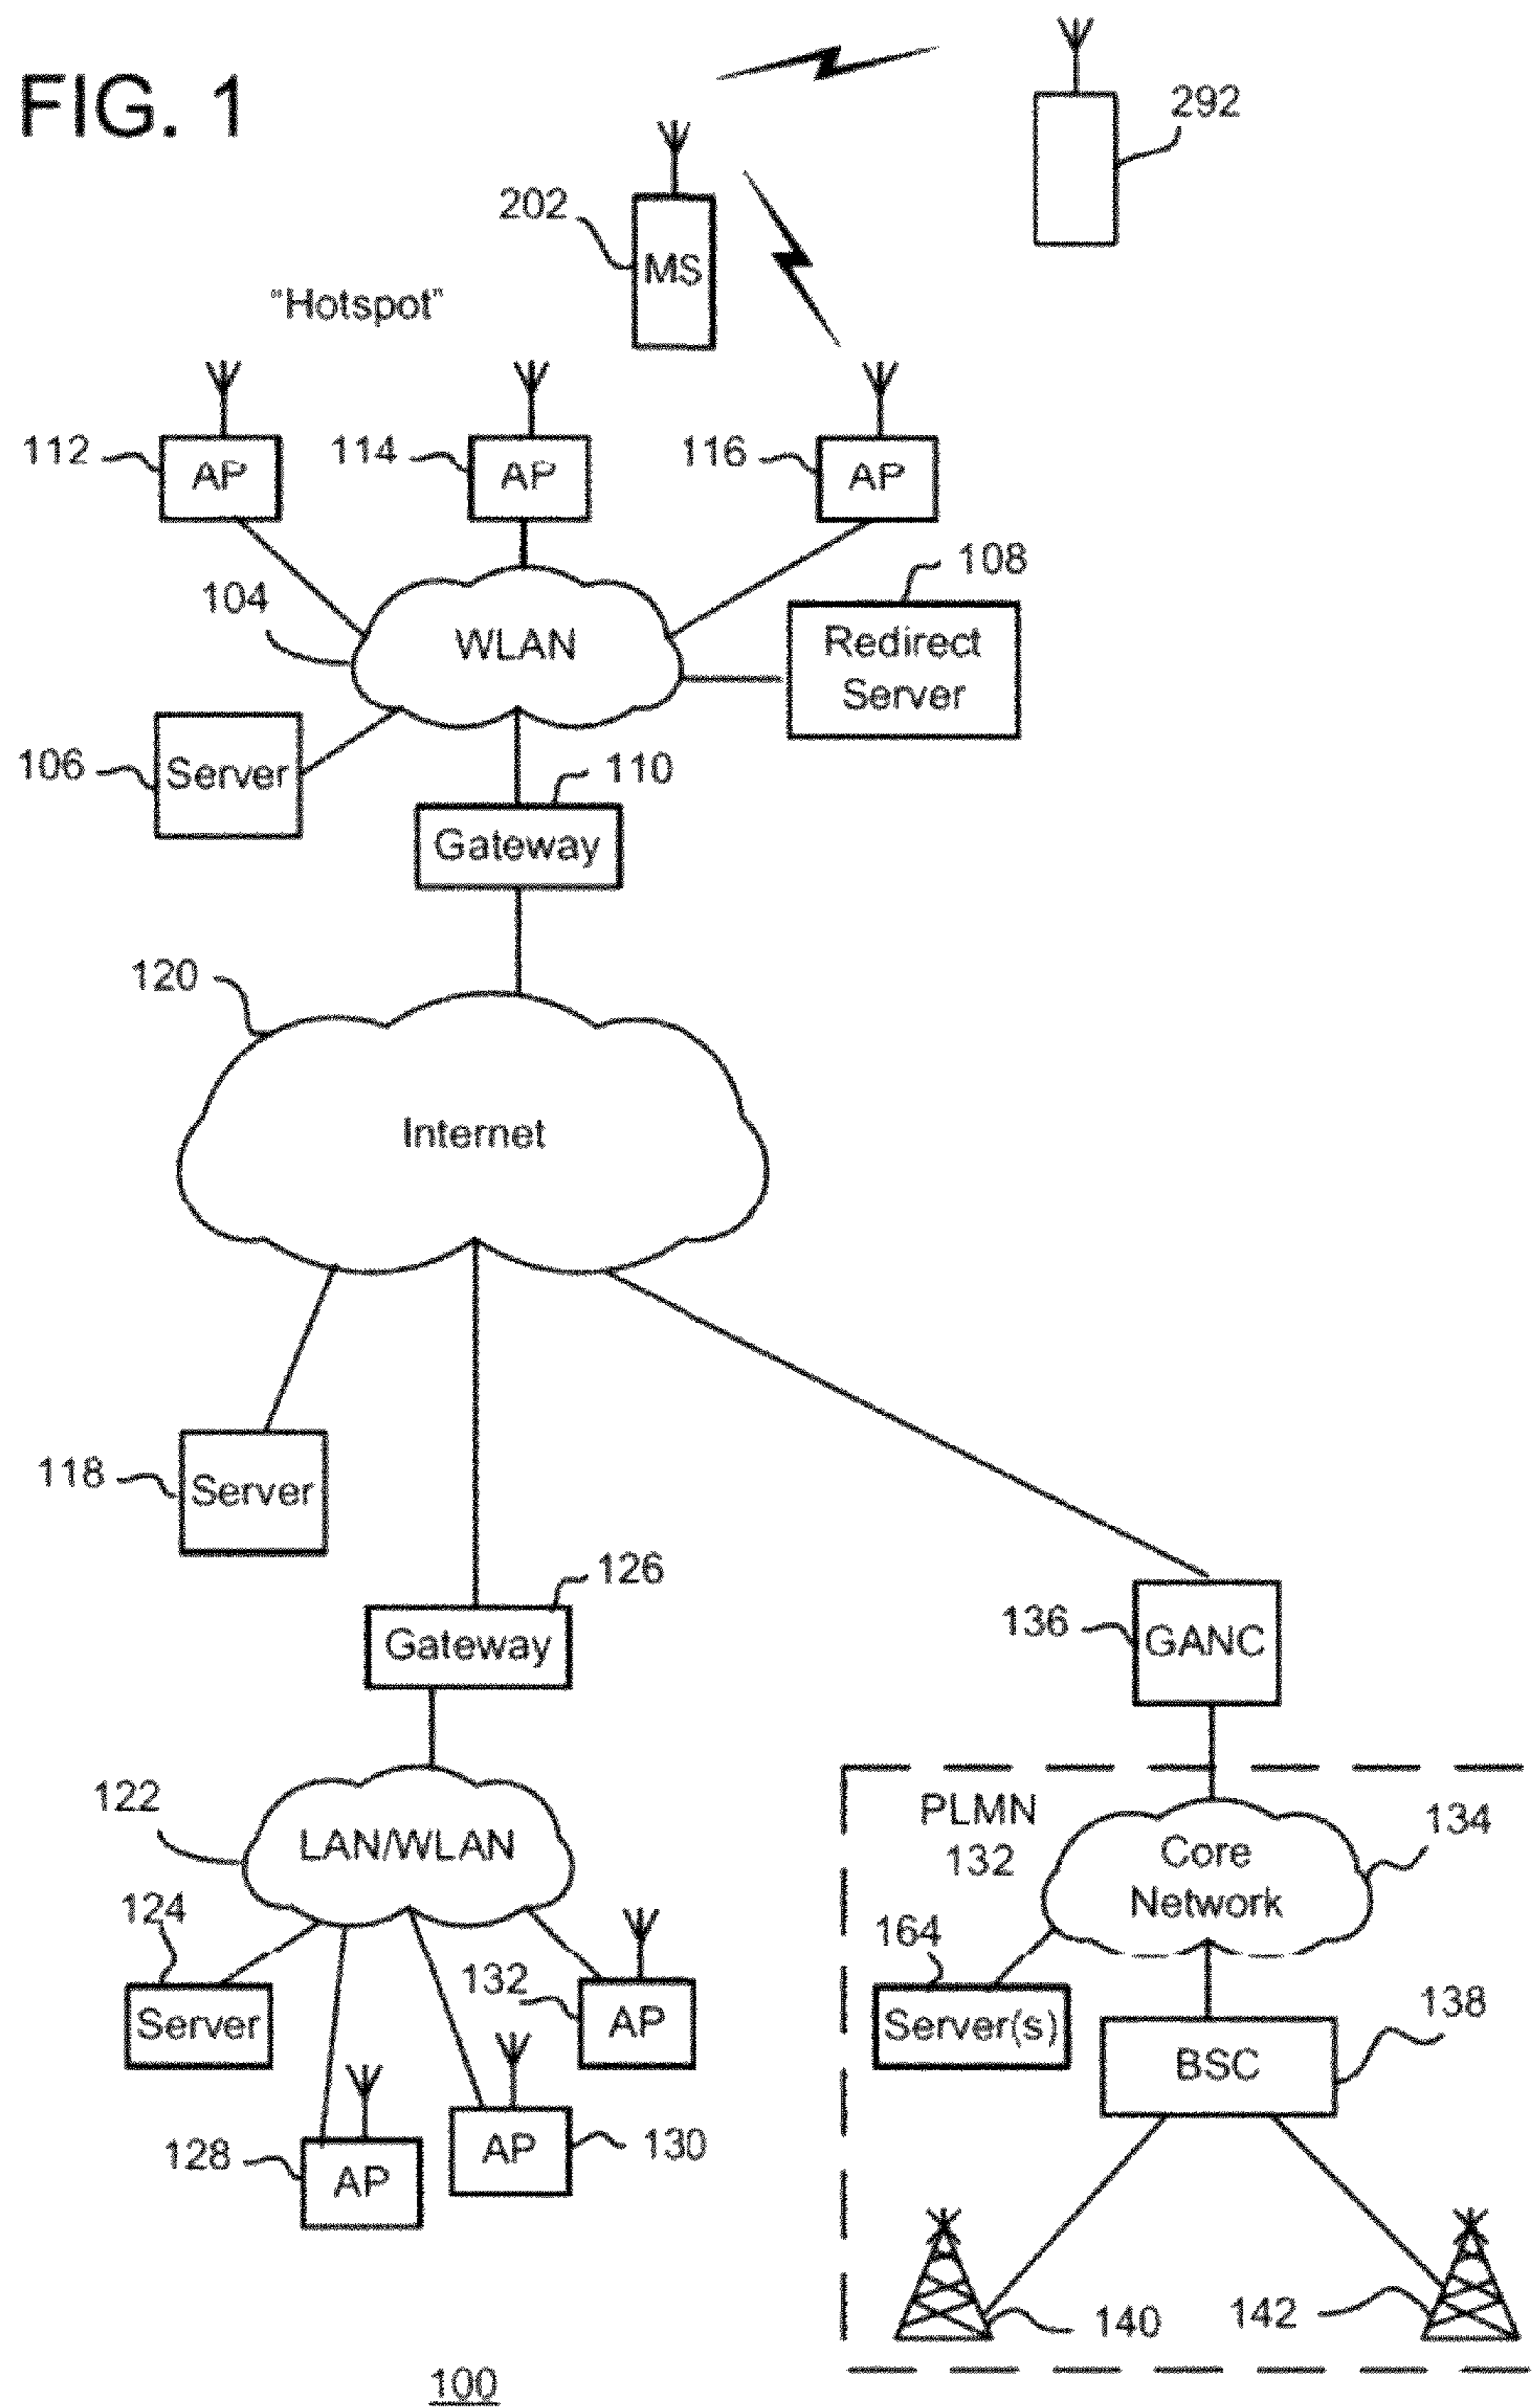 FIG. 1
292
202
MS
"Hotspot"
112
AP
114
AP
116
AP
104
WLAN
108
Redirect
Server
106
Server
110
Gateway
120
Internet
118
Server
126
Gateway
136
GANC
122
LAN/WLAN
PLMN
132
Core
Network
134
124
Server
132
AP
164
Server(s)
138
BSC
128
AP
AP
130
140
142
100